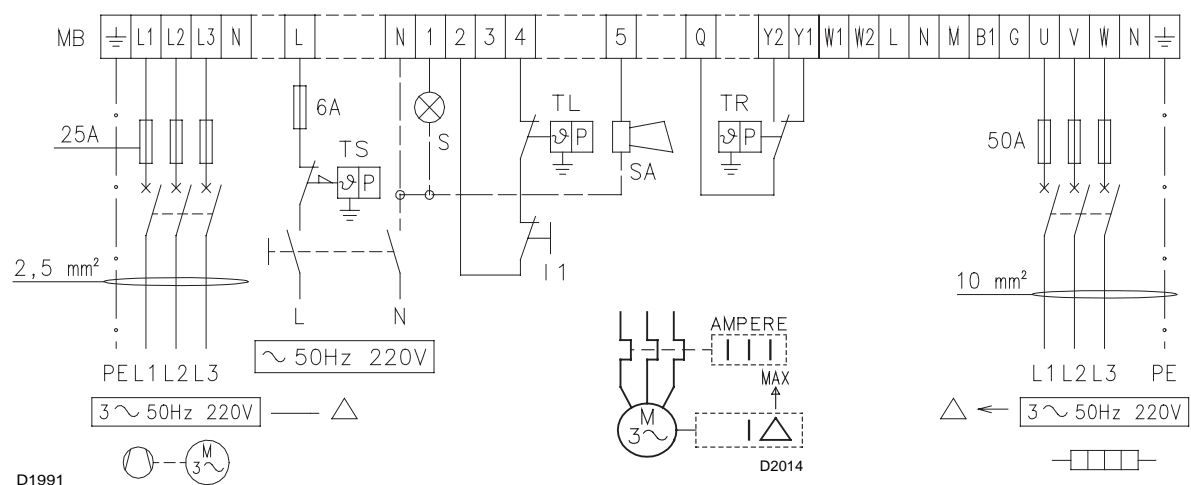 MB ⏚ L1 L2 L3 N L N 1 2 3 4 5 Q Y2 Y1 W1 W2 L N M B1 G U V W N ⏚
6A TL TR
25A S ϑ P ϑ P 50A
TS SA
ϑ P
2,5 mm² I1 10 mm²
L N
AMPERE
~ 50Hz 220V
PE L1 L2 L3 MAX L1 L2 L3 PE
3~ 50Hz 220V △ M 3~ I △ △ 3~ 50Hz 220V
M 3~
D1991 D2014